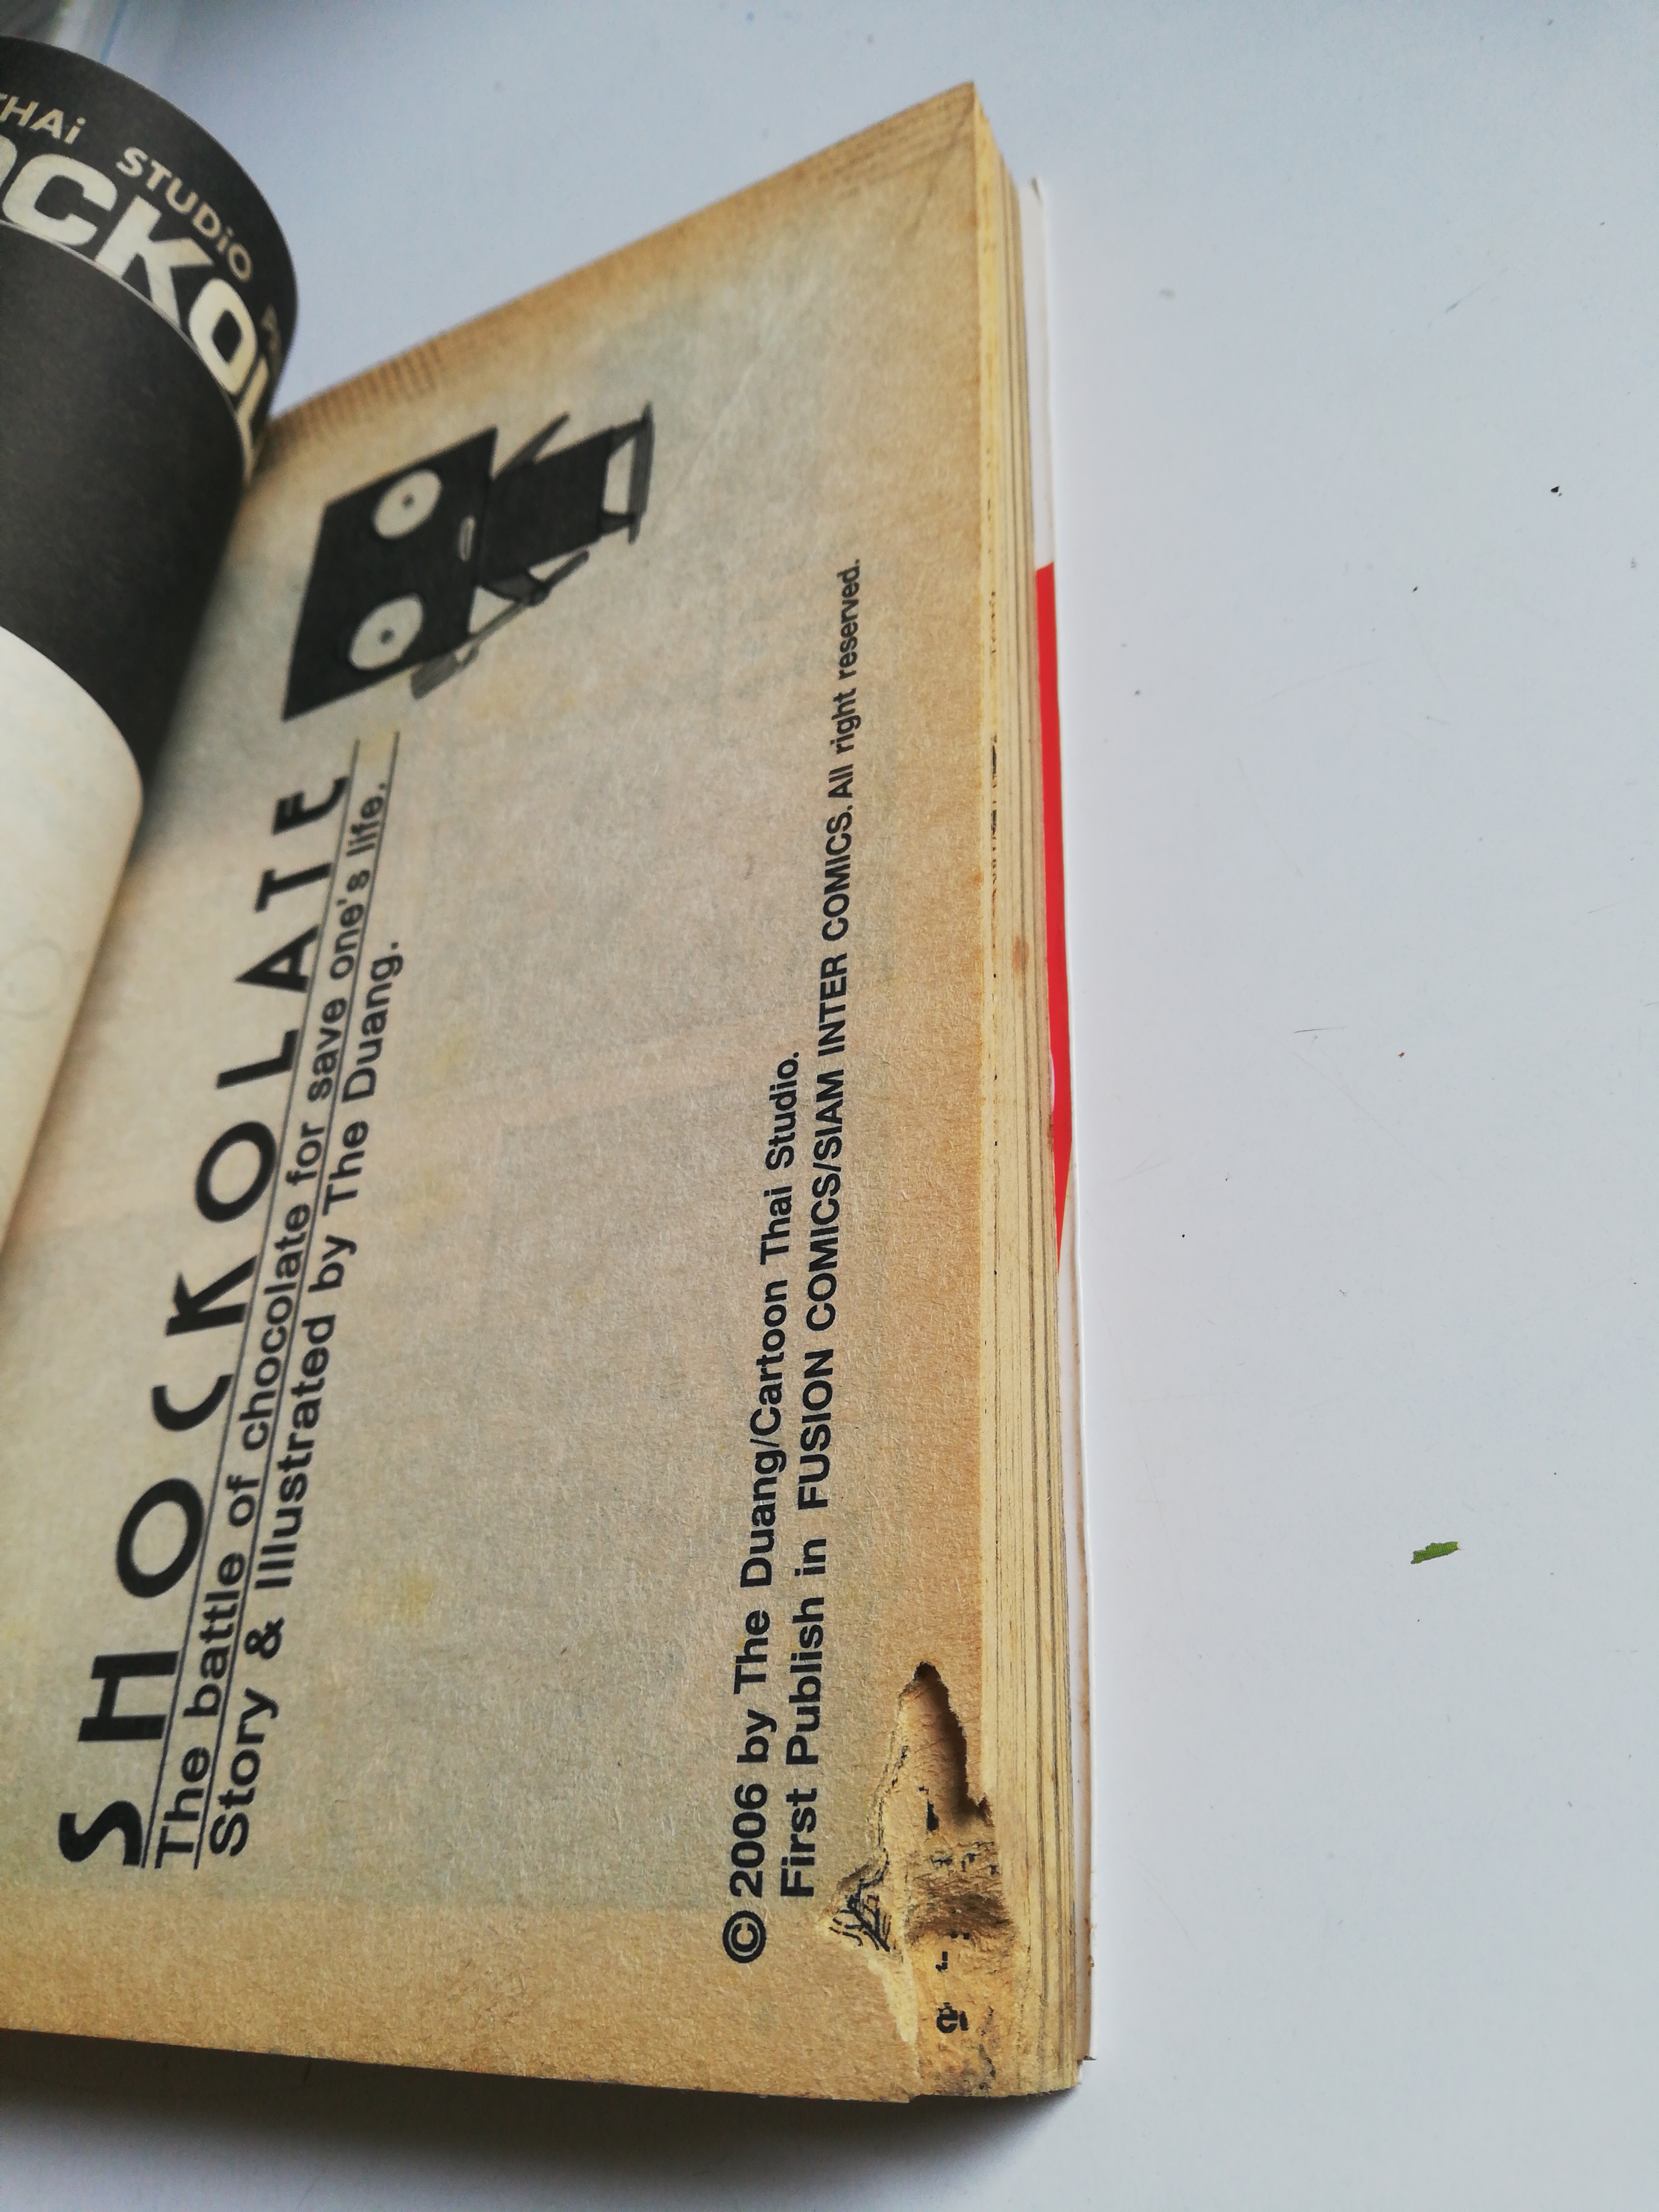 THAi STUDiO
OCKOL
SHOCKOLATE
The battle of chocolate for save one's life.
Story & Illustrated by The Duang.
© 2006 by The Duang/Cartoon Thai Studio.
First Publish in FUSION COMICS/SIAM INTER COMICS. All right reserved.